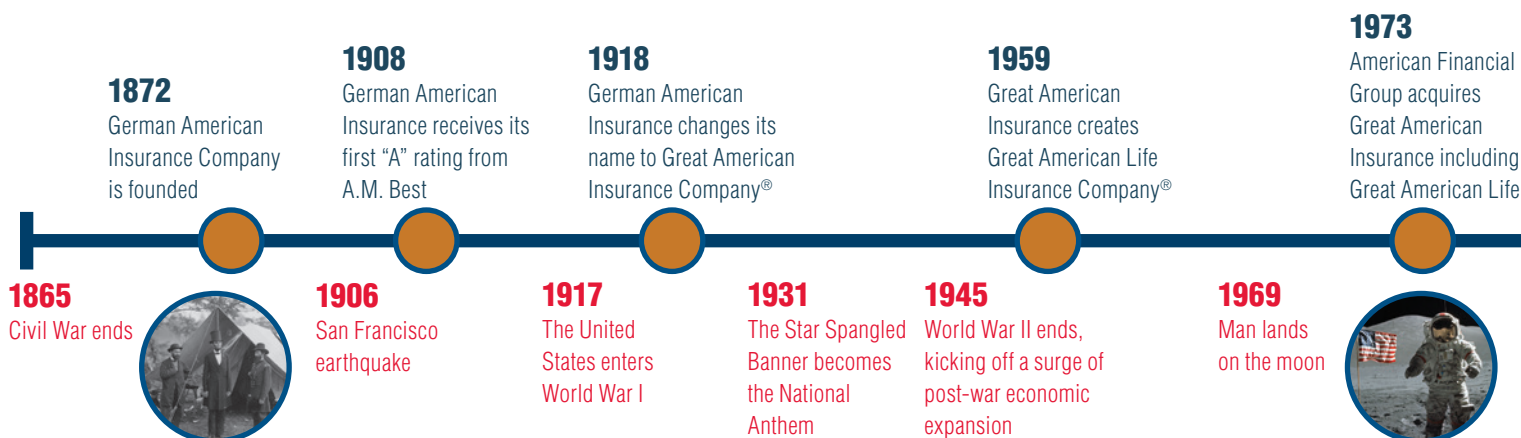 1872
German American
Insurance Company
is founded
1908
German American
Insurance receives its
first “A” rating from
A.M. Best
1918
German American
Insurance changes its
name to Great American
Insurance Company®
1959
Great American
Insurance creates
Great American Life
Insurance Company®
1973
American Financial
Group acquires
Great American
Insurance including
Great American Life
1865
Civil War ends
1906
San Francisco
earthquake
1917
The United
States enters
World War I
1931
The Star Spangled
Banner becomes
the National
Anthem
1945
World War II ends,
kicking off a surge of
post-war economic
expansion
1969
Man lands
on the moon